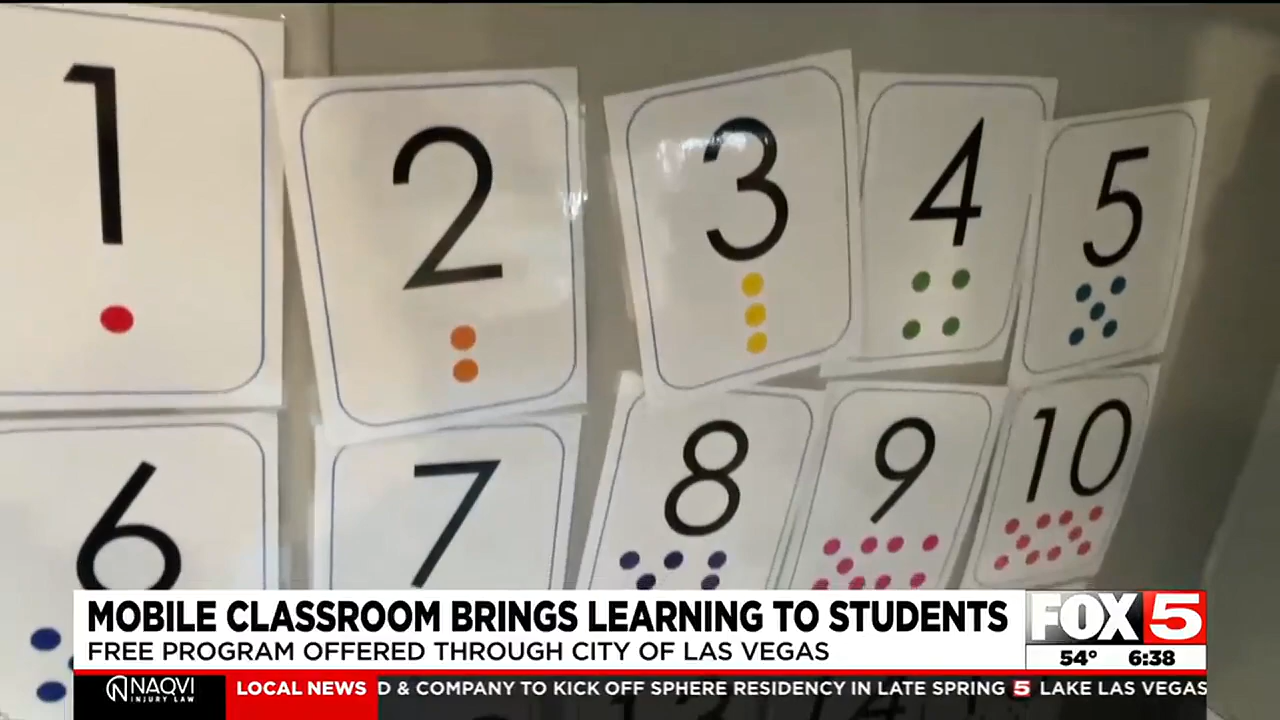 1
2
3
4
5
6
7
8
9
10
MOBILE CLASSROOM BRINGS LEARNING TO STUDENTS
FREE PROGRAM OFFERED THROUGH CITY OF LAS VEGAS
FOX 5
54° 6:38
NAQVI
INJURY LAW
LOCAL NEWS
& COMPANY TO KICK OFF SPHERE RESIDENCY IN LATE SPRING 5 LAKE LAS VEGAS